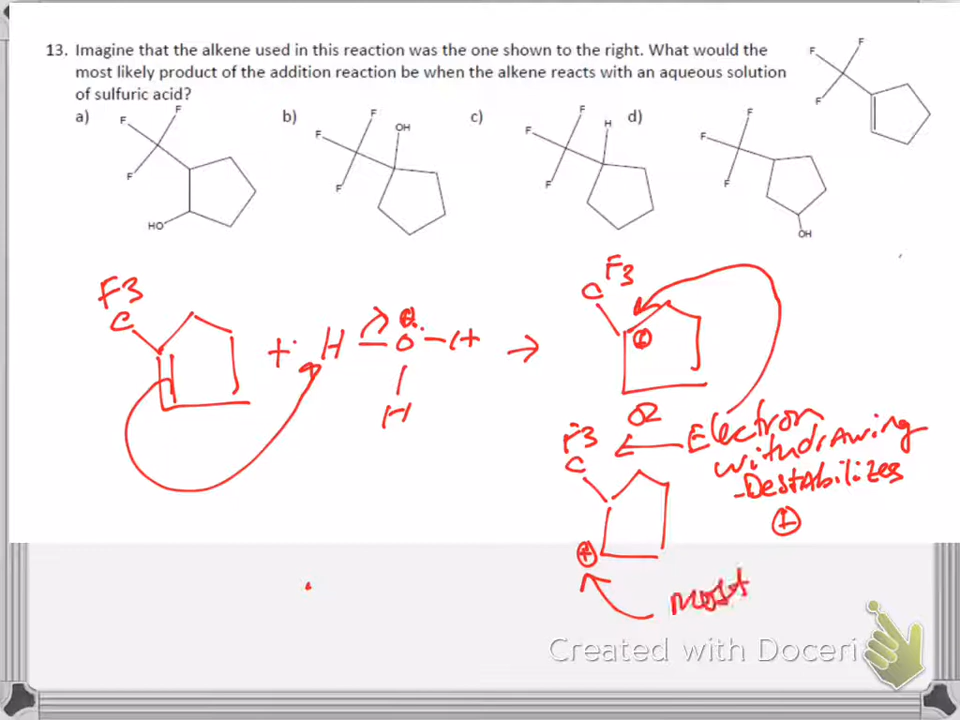 13. Imagine that the alkene used in this reaction was the one shown to the right. What would the
most likely product of the addition reaction be when the alkene reacts with an aqueous solution
of sulfuric acid?
F
F
F
a)
F
F
F
HO
b)
F
F
F
OH
c)
F
F
F
H
d)
F
F
F
OH
F3
C
+ H - O - H
H
→
F3
C
+
OR
F3
C
+
Electron
withdrawing
-Destabilizes
+
most
Created with Doceri